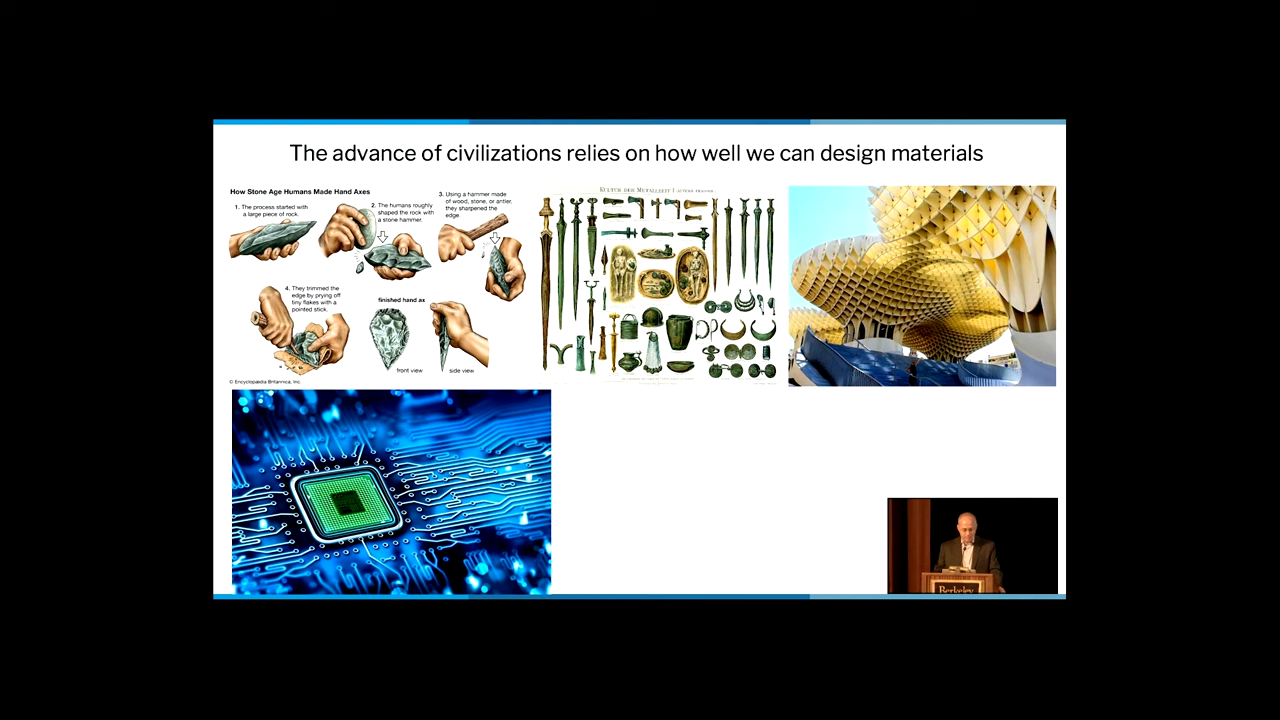 The advance of civilizations relies on how well we can design materials
How Stone Age Humans Made Hand Axes
1. The process started with
a large piece of rock.
2. The humans roughly
shaped the rock with
a stone hammer.
3. Using a hammer made
of wood, stone, or antler,
they sharpened the
edge.
4. They trimmed the
edge by prying off
tiny flakes with a
pointed stick.
finished hand ax
front view
side view
© Encyclopædia Britannica, Inc.
KULTUR DER METALLZEIT I
Berkeley